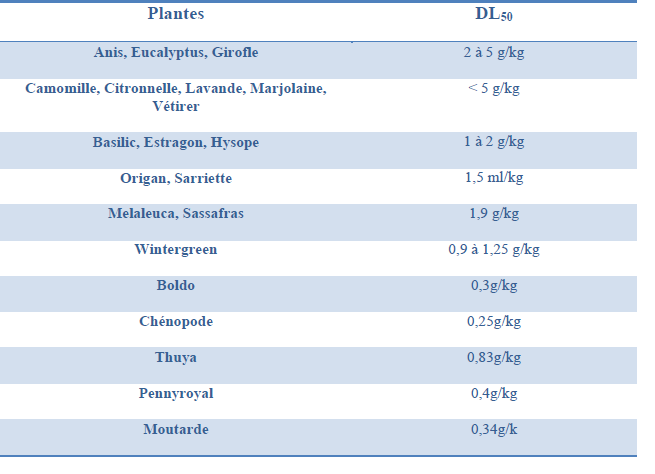 Plantes DL50
Anis, Eucalyptus, Girofle 2 à 5 g/kg
Camomille, Citronnelle, Lavande, Marjolaine, < 5 g/kg
Vétirer
Basilic, Estragon, Hysope 1 à 2 g/kg
Origan, Sarriette 1,5 ml/kg
Melaleuca, Sassafras 1,9 g/kg
Wintergreen 0,9 à 1,25 g/kg
Boldo 0,3g/kg
Chénopode 0,25g/kg
Thuya 0,83g/kg
Pennyroyal 0,4g/kg
Moutarde 0,34g/k